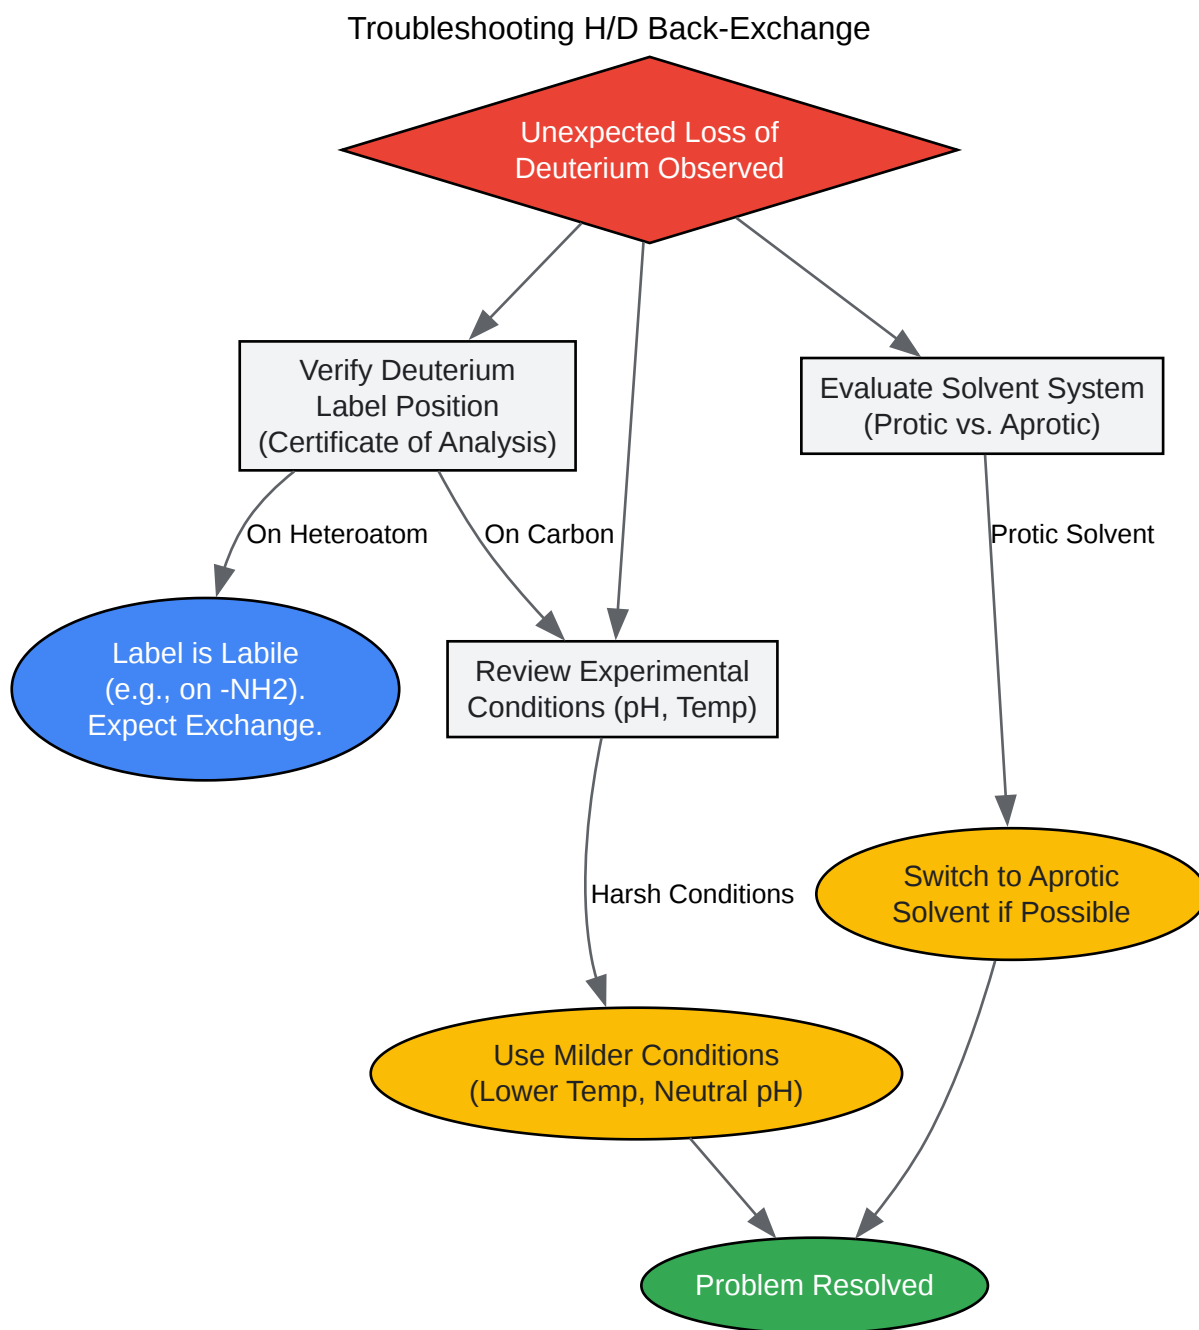 Troubleshooting H/D Back-Exchange
Unexpected Loss of
Deuterium Observed
Verify Deuterium
Label Position
(Certificate of Analysis)
Evaluate Solvent System
(Protic vs. Aprotic)
On Heteroatom
On Carbon
Protic Solvent
Label is Labile
(e.g., on -NH2).
Expect Exchange.
Review Experimental
Conditions (pH, Temp)
Harsh Conditions
Switch to Aprotic
Solvent if Possible
Use Milder Conditions
(Lower Temp, Neutral pH)
Problem Resolved